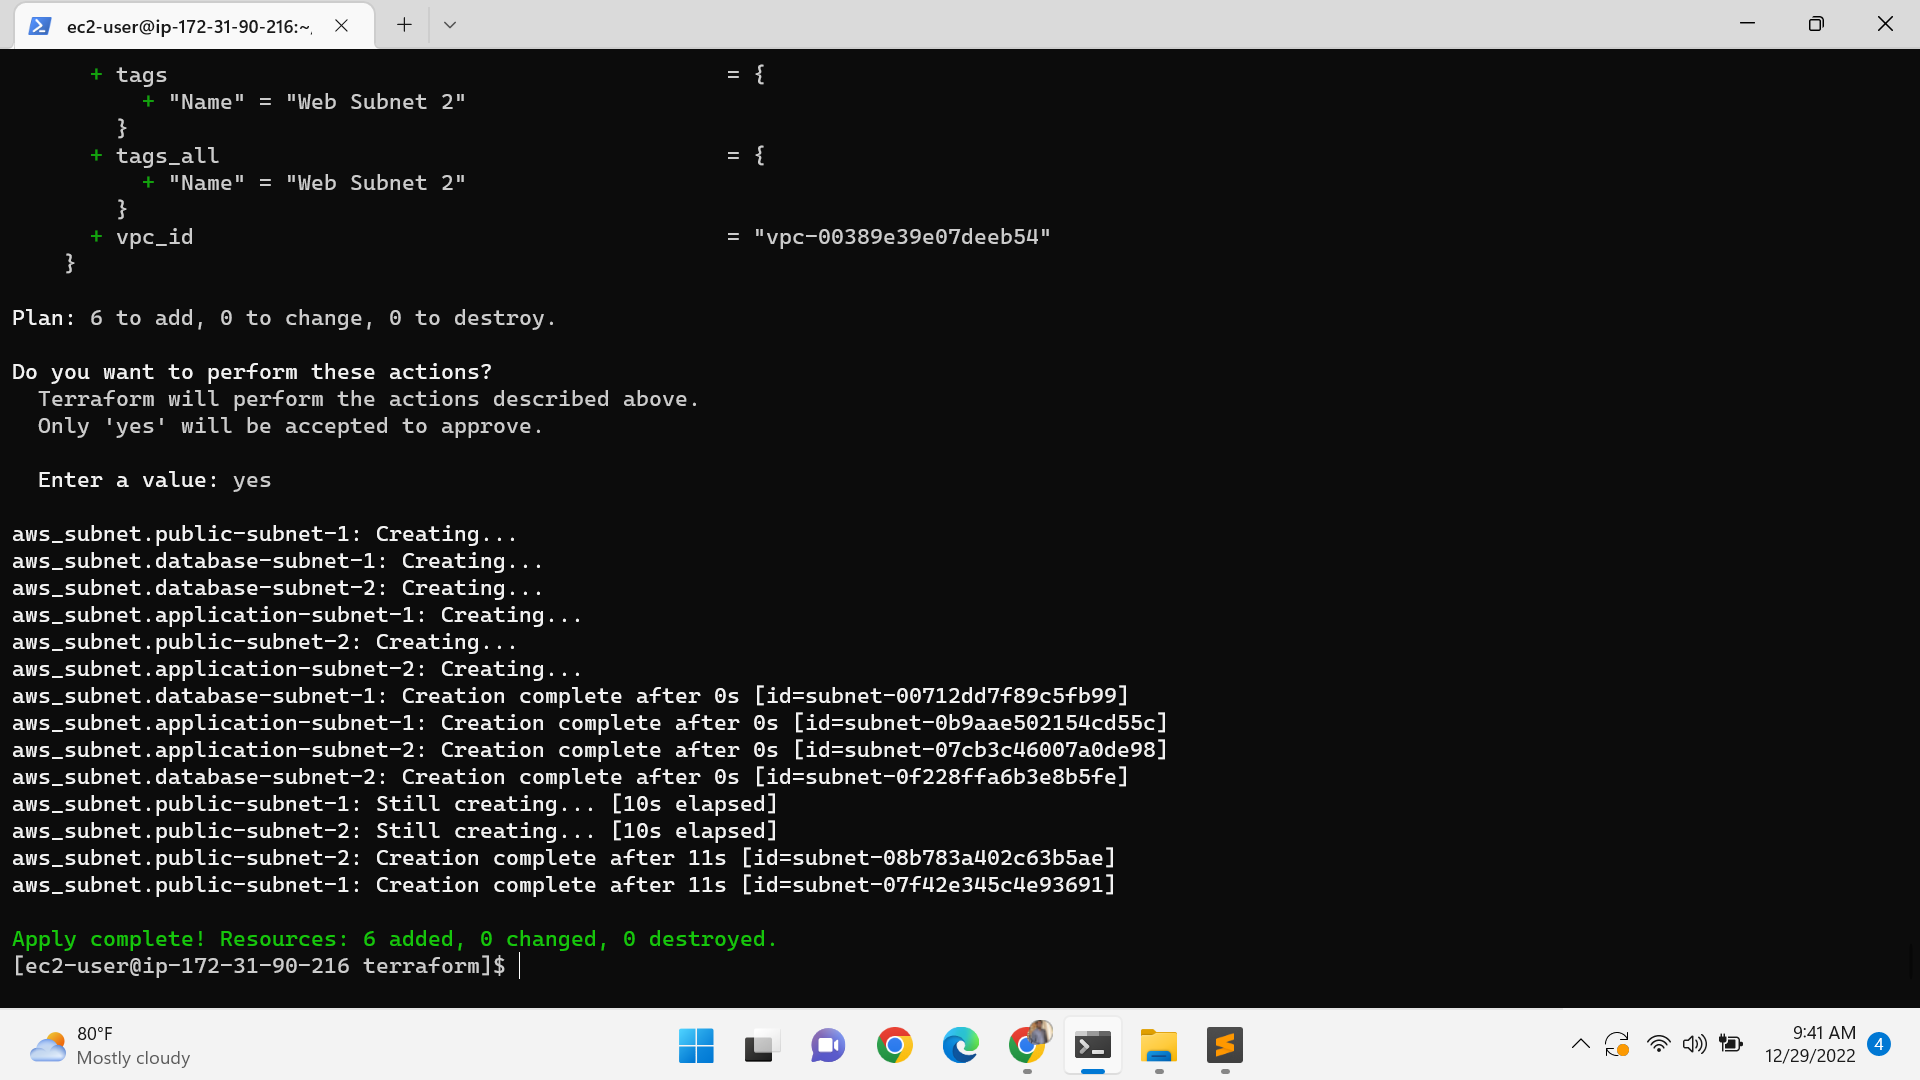 ec2-user@ip-172-31-90-216:~
+ tags = {
+ "Name" = "Web Subnet 2"
}
+ tags_all = {
+ "Name" = "Web Subnet 2"
}
+ vpc_id = "vpc-00389e39e07deeb54"
}
Plan: 6 to add, 0 to change, 0 to destroy.
Do you want to perform these actions?
Terraform will perform the actions described above.
Only 'yes' will be accepted to approve.
Enter a value: yes
aws_subnet.public-subnet-1: Creating...
aws_subnet.database-subnet-1: Creating...
aws_subnet.database-subnet-2: Creating...
aws_subnet.application-subnet-1: Creating...
aws_subnet.public-subnet-2: Creating...
aws_subnet.application-subnet-2: Creating...
aws_subnet.database-subnet-1: Creation complete after 0s [id=subnet-00712dd7f89c5fb99]
aws_subnet.application-subnet-1: Creation complete after 0s [id=subnet-0b9aae502154cd55c]
aws_subnet.application-subnet-2: Creation complete after 0s [id=subnet-07cb3c46007a0de98]
aws_subnet.database-subnet-2: Creation complete after 0s [id=subnet-0f228ffa6b3e8b5fe]
aws_subnet.public-subnet-1: Still creating... [10s elapsed]
aws_subnet.public-subnet-2: Still creating... [10s elapsed]
aws_subnet.public-subnet-2: Creation complete after 11s [id=subnet-08b783a402c63b5ae]
aws_subnet.public-subnet-1: Creation complete after 11s [id=subnet-07f42e345c4e93691]
Apply complete! Resources: 6 added, 0 changed, 0 destroyed.
[ec2-user@ip-172-31-90-216 terraform]$
80°F
Mostly cloudy
9:41 AM
12/29/2022
4